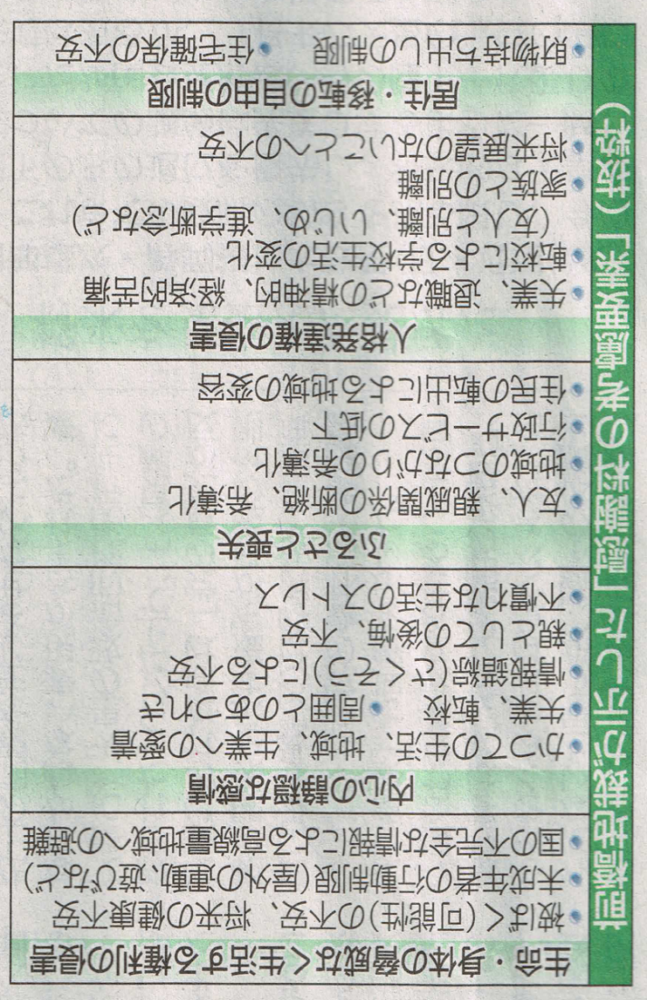 前橋地裁が示した「慰謝料の考慮要素」(抜粋)
生命・身体の脅威なく生活する権利の侵害
•被ばく(可能性)の不安、将来の健康不安
•未成年者の行動制限(屋外の運動、遊びなど)
•国の不完全な情報による高線量地域への避難
内心の静穏な感情
•かつての生活、地域、生業への愛着
•失業、転校 •周囲とのあつれき
•情報錯綜(さくそう)による不安
•親としての後悔、不安
•不慣れな生活のストレス
ふるさと喪失
•友人、親戚関係の断絶、希薄化
•地域のつながりの希薄化
•行政サービスの低下
•住民の転出による地域の変容
人格発達権の侵害
•失業、退職などの精神的、経済的苦痛
•転校による学校生活の変化
(友人と別離、いじめ、進学断念など)
•家族との別離
•将来展望のないことへの不安
居住・移転の自由の制限
•財物持ち出しの制限 •住宅確保の不安